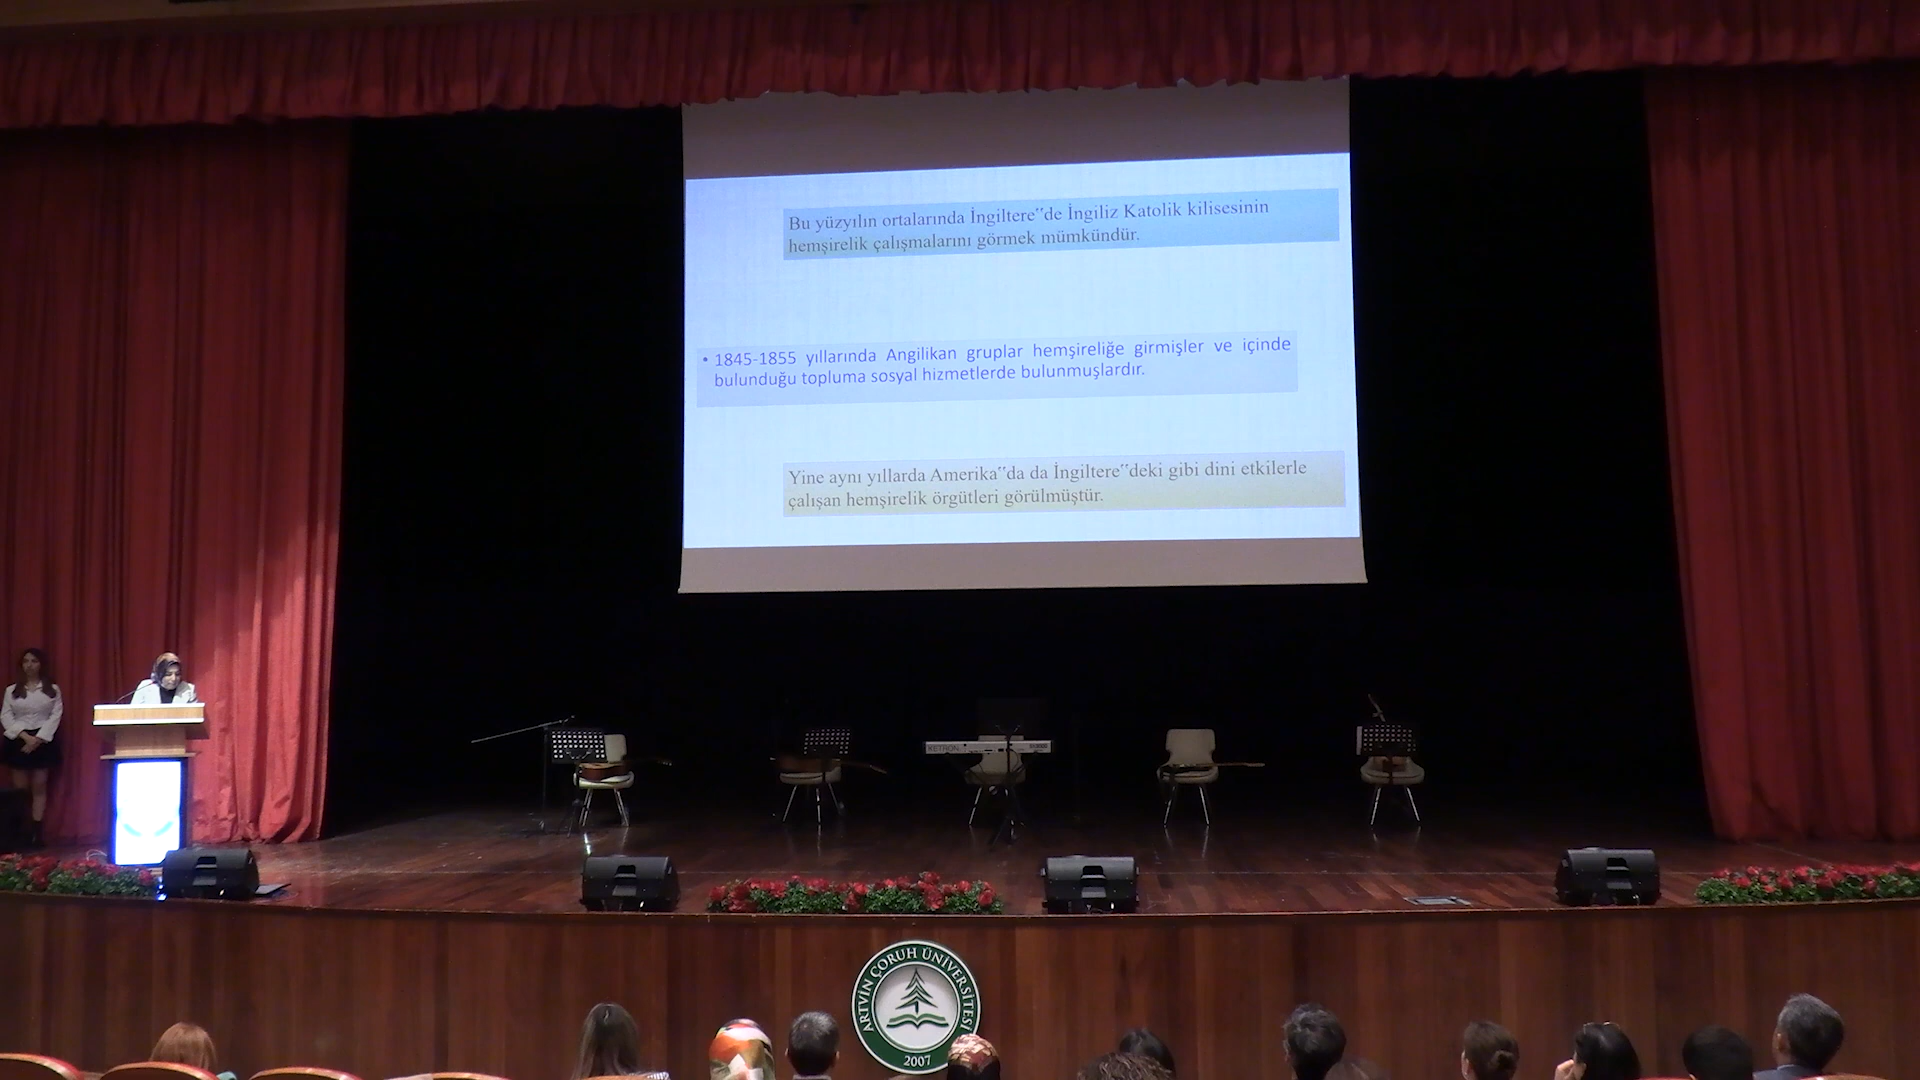 Bu yüzyılın ortalarında İngiltere‟de İngiliz Katolik kilisesinin
hemşirelik çalışmalarını görmek mümkündür.
• 1845-1855 yıllarında Angilikan gruplar hemşireliğe girmişler ve içinde
bulunduğu topluma sosyal hizmetlerde bulunmuşlardır.
Yine aynı yıllarda Amerika‟da da İngiltere‟deki gibi dini etkilerle
çalışan hemşirelik örgütleri görülmüştür.
KETRON
ARTVİN ÇORUH ÜNİVERSİTESİ
2007